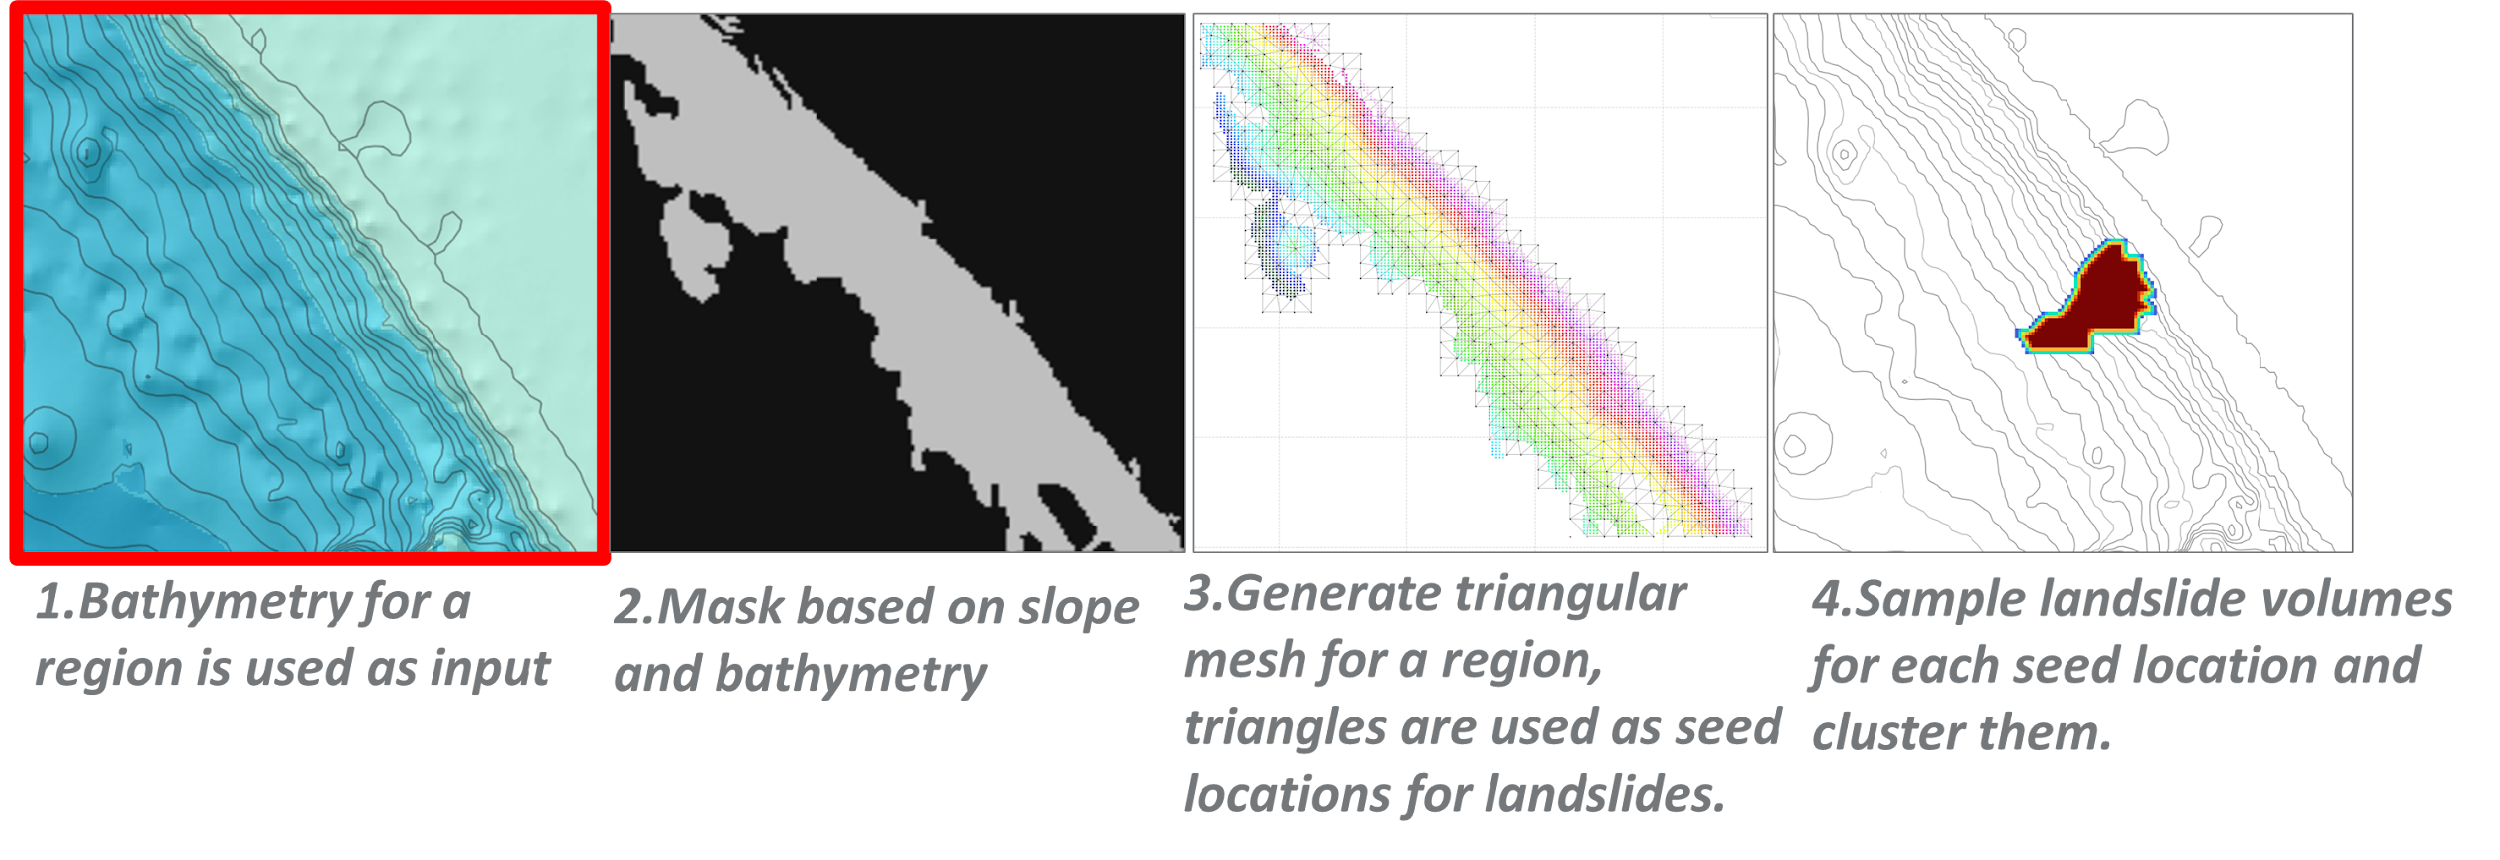 1.Bathymetry for a
region is used as input
2.Mask based on slope
and bathymetry
3.Generate triangular
mesh for a region,
triangles are used as seed
locations for landslides.
4.Sample landslide volumes
for each seed location and
cluster them.